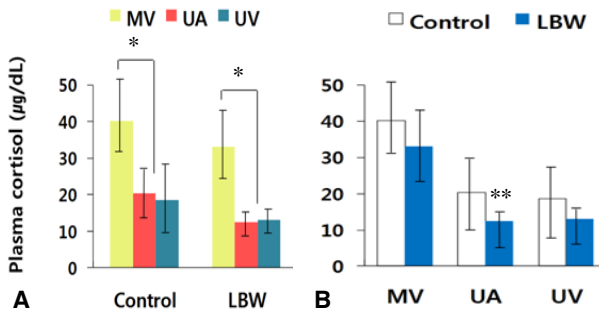 MV UA UV
*
*
Plasma cortisol (µg/dL)
50
40
30
20
10
0
Control LBW
A
Control LBW
50
40
30
20
10
0
**
MV UA UV
B